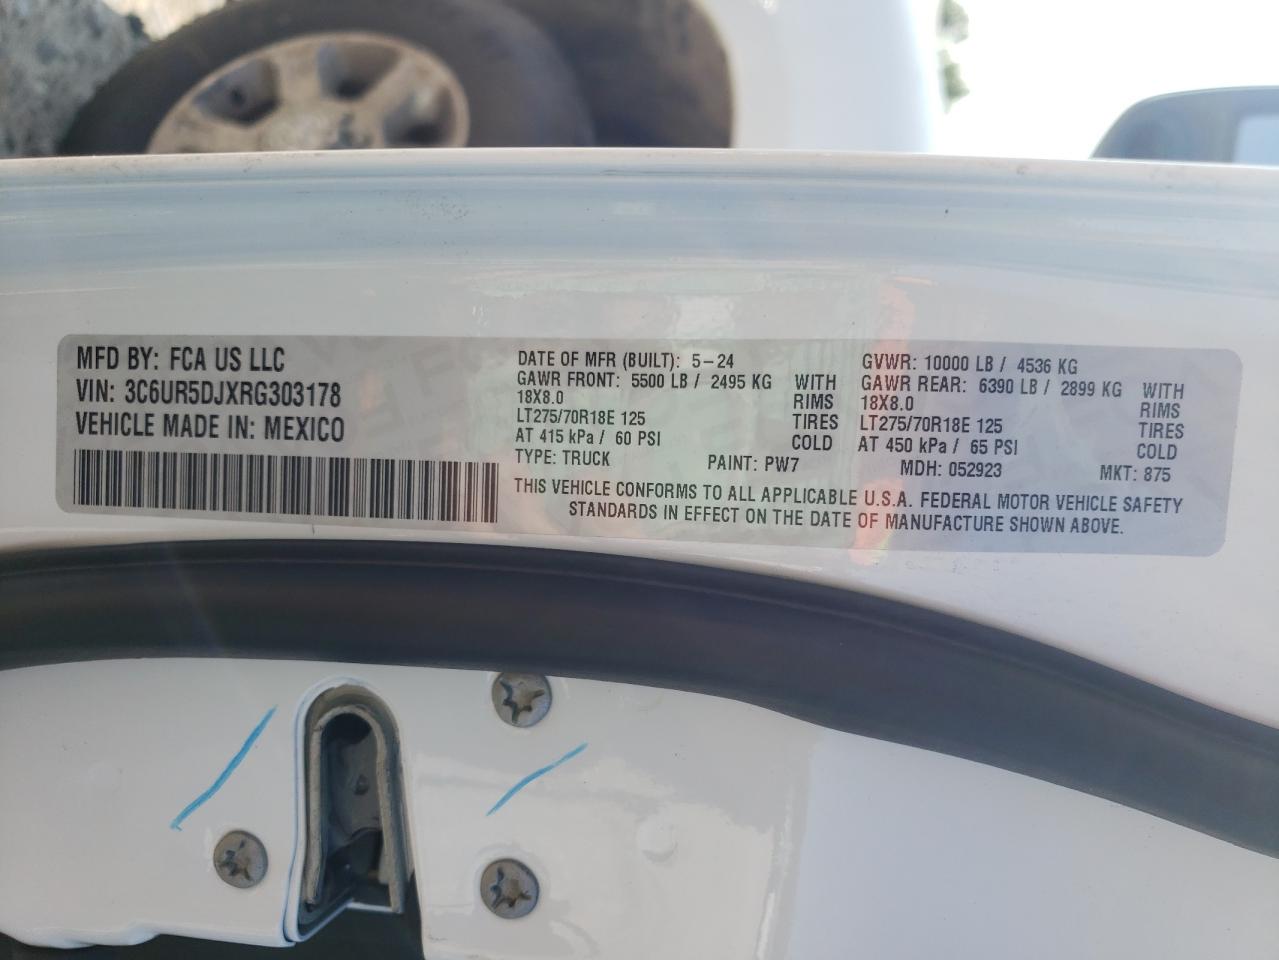 MFD BY: FCA US LLC
VIN: 3C6UR5DJXRG303178
VEHICLE MADE IN: MEXICO
DATE OF MFR (BUILT): 5-24
GAWR FRONT: 5500 LB / 2495 KG WITH
18X8.0 RIMS
LT275/70R18E 125 TIRES
AT 415 kPa / 60 PSI COLD
TYPE: TRUCK PAINT: PW7
GVWR: 10000 LB / 4536 KG
GAWR REAR: 6390 LB / 2899 KG WITH
18X8.0 RIMS
LT275/70R18E 125 TIRES
AT 450 kPa / 65 PSI COLD
MDH: 052923 MKT: 875
THIS VEHICLE CONFORMS TO ALL APPLICABLE U.S.A. FEDERAL MOTOR VEHICLE SAFETY
STANDARDS IN EFFECT ON THE DATE OF MANUFACTURE SHOWN ABOVE.